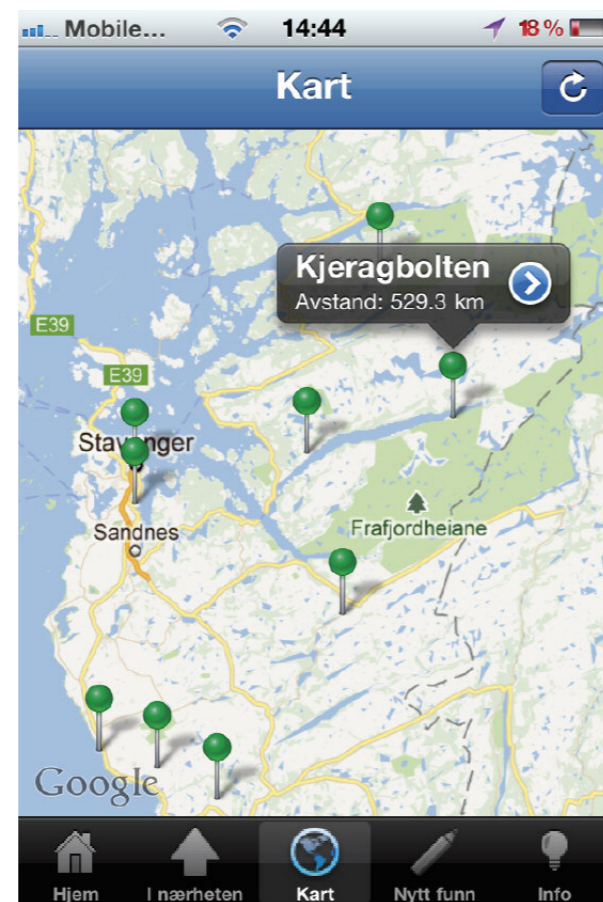 Mobile... 14:44 18 %
Kart
Kjeragbolten
Avstand: 529.3 km
E39
E39
Stavanger
Sandnes
Frafjordheiane
Google
Hjem I nærheten Kart Nytt funn Info